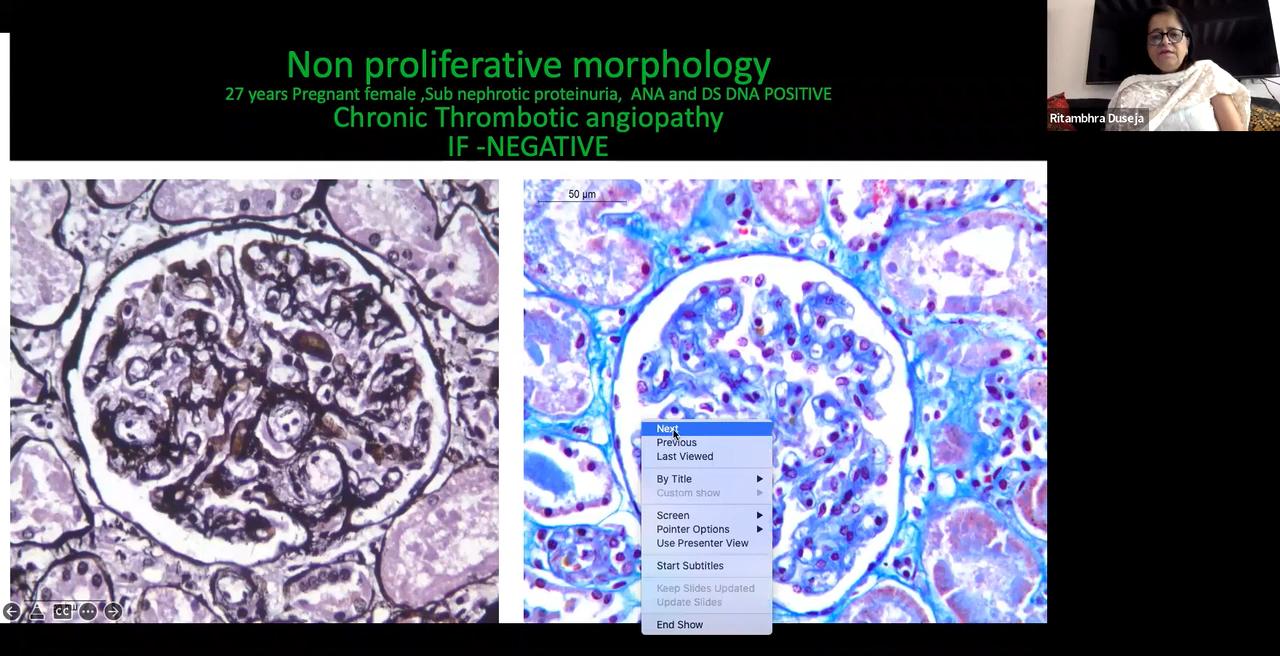 Non proliferative morphology
27 years Pregnant female ,Sub nephrotic proteinuria, ANA and DS DNA POSITIVE
Chronic Thrombotic angiopathy
IF -NEGATIVE
Ritambhra Duseja
50 µm
Next
Previous
Last Viewed
By Title
Custom show
Screen
Pointer Options
Use Presenter View
Start Subtitles
Keep Slides Updated
Update Slides
End Show
CC